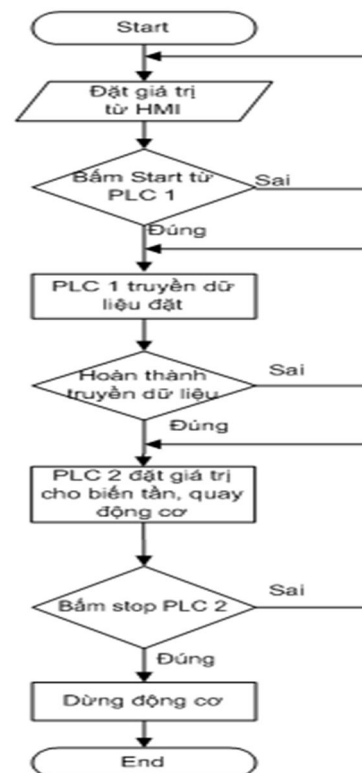 Start
Đặt giá trị
từ HMI
Bấm Start từ
PLC 1
Sai
Đúng
PLC 1 truyền dữ
liệu đặt
Hoàn thành
truyền dữ liệu
Sai
Đúng
PLC 2 đặt giá trị
cho biến tần, quay
động cơ
Bấm stop PLC 2
Sai
Đúng
Dừng động cơ
End